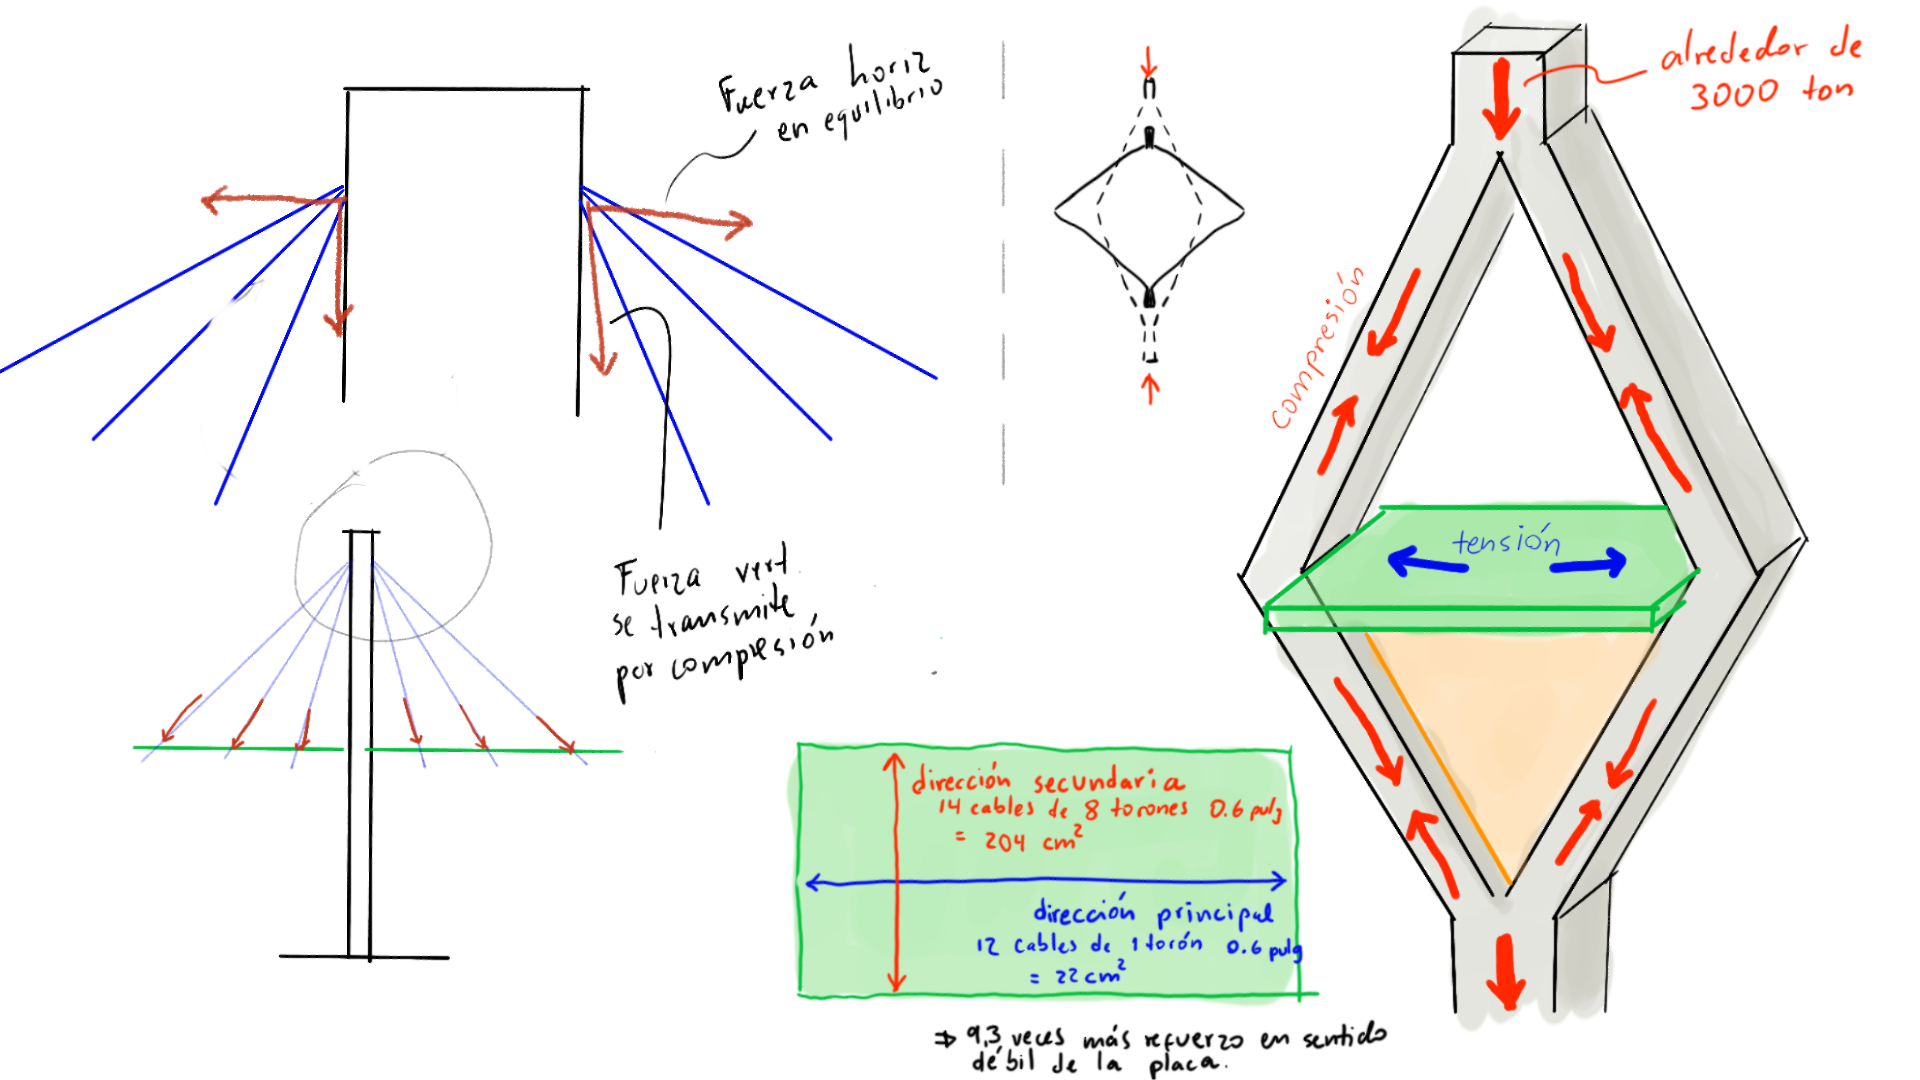 Fuerza horiz
en equilibrio
alrededor de
3000 ton
compresión
tensión
Fuerza vert.
se transmite
por compresión
dirección secundaria
14 cables de 8 torones 0.6 pulg
= 204 cm²
dirección principal
12 cables de 1 torón 0.6 pulg
= 22 cm²
⇒ 9,3 veces más refuerzo en sentido
débil de la placa.